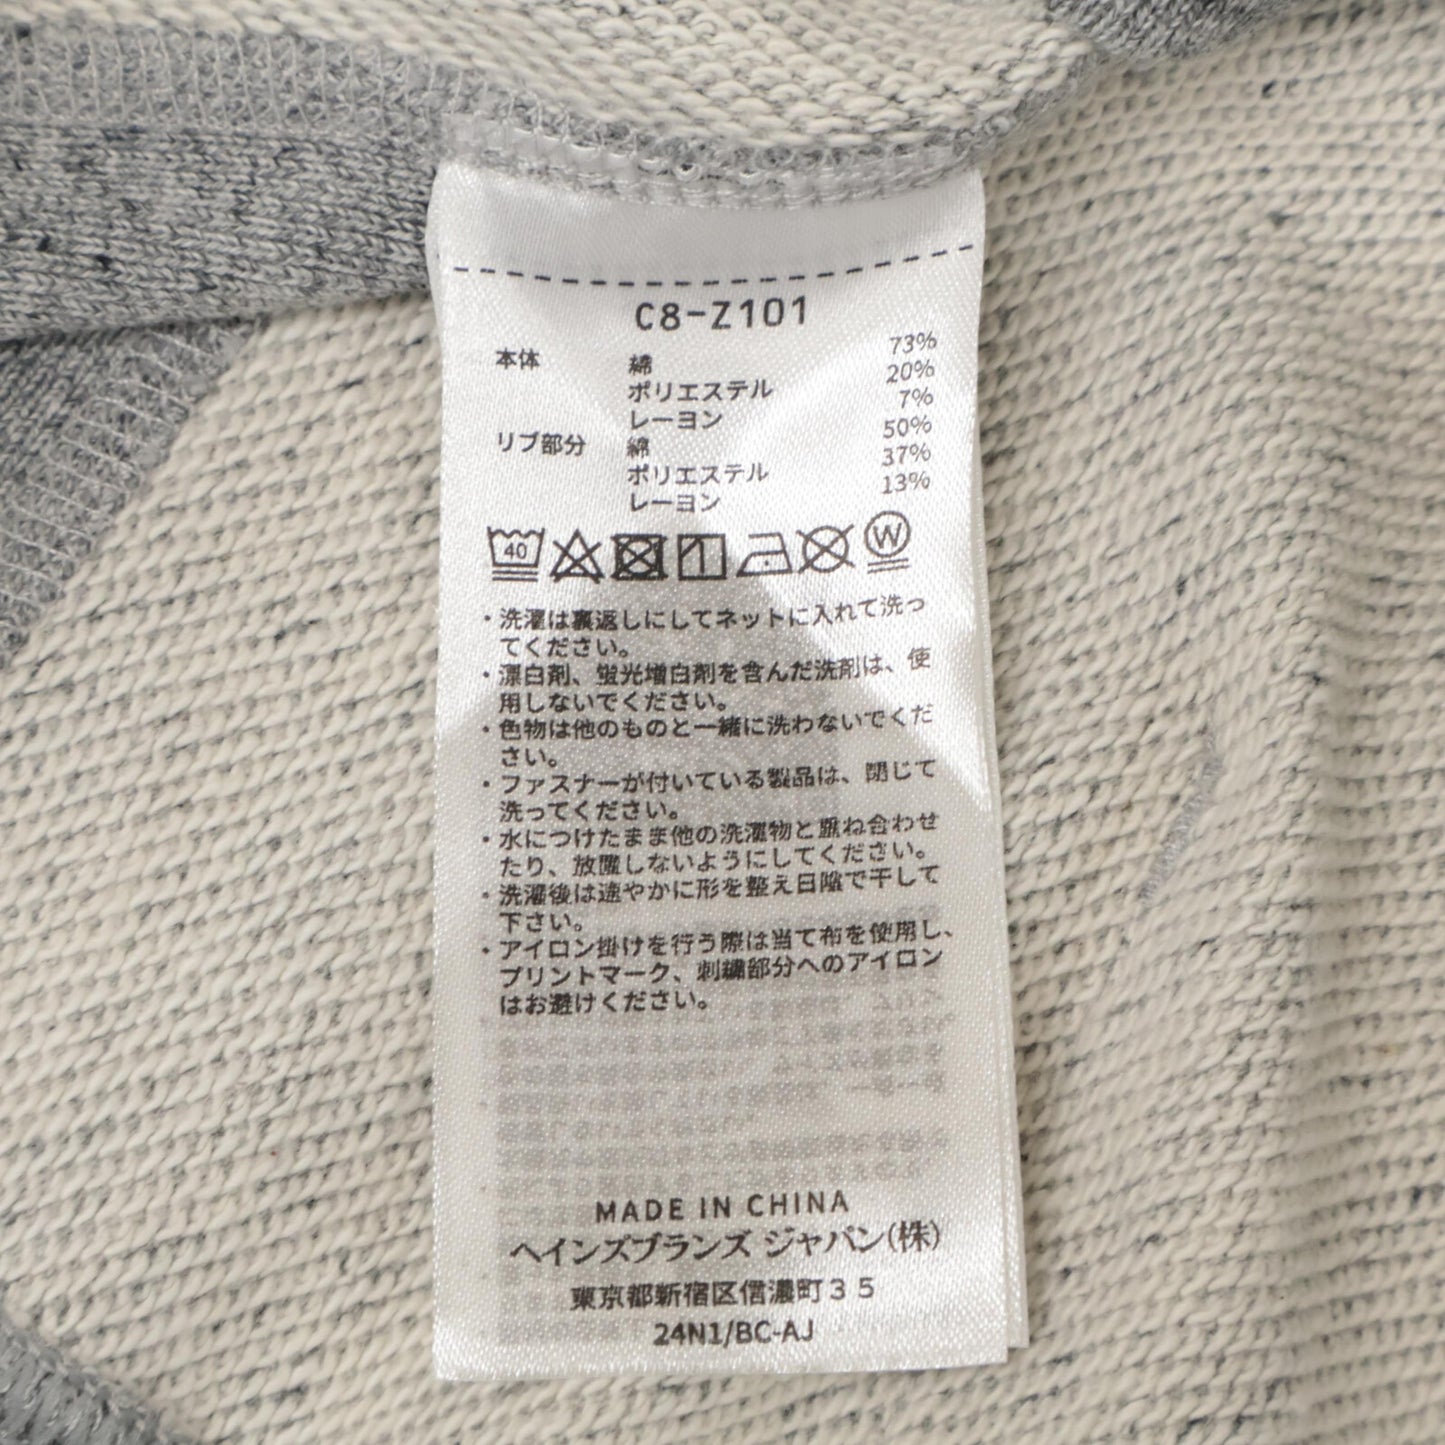 C8-Z101
本体 綿 73%
ポリエステル 20%
レーヨン 7%
リブ部分 綿 50%
ポリエステル 37%
レーヨン 13%
40 W
・洗濯は裏返しにしてネットに入れて洗っ
てください。
・漂白剤、蛍光増白剤を含んだ洗剤は、使
用しないでください。
・色物は他のものと一緒に洗わないでくだ
さい。
・ファスナーが付いている製品は、閉じて
洗ってください。
・水につけたまま他の洗濯物と重ね合わせ
たり、放置しないようにしてください。
・洗濯後は速やかに形を整え日陰で干して
下さい。
・アイロン掛けを行う際は当て布を使用し、
プリントマーク、刺繍部分へのアイロン
はお避けください。
MADE IN CHINA
ヘインズブランズ ジャパン(株)
東京都新宿区信濃町35
24N1/BC-AJ